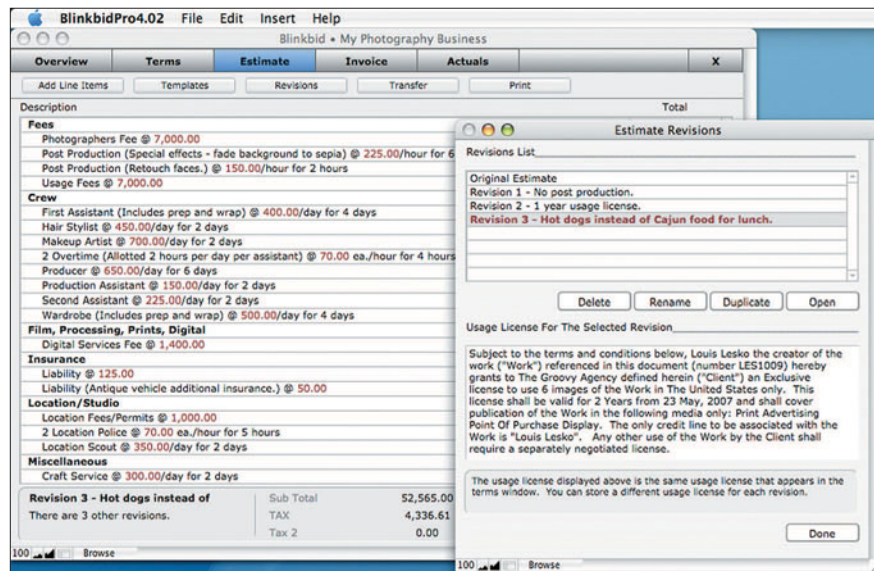 BlinkbidPro4.02 File Edit Insert Help
Blinkbid • My Photography Business
Overview Terms Estimate Invoice Actuals X
Add Line Items Templates Revisions Transfer Print
Description Total
Fees
Photographers Fee @ 7,000.00
Post Production (Special effects - fade background to sepia) @ 225.00/hour for 6
Post Production (Retouch faces.) @ 150.00/hour for 2 hours
Usage Fees @ 7,000.00
Crew
First Assistant (Includes prep and wrap) @ 400.00/day for 4 days
Hair Stylist @ 450.00/day for 2 days
Makeup Artist @ 700.00/day for 2 days
2 Overtime (Allotted 2 hours per day per assistant) @ 70.00 ea./hour for 4 hours
Producer @ 650.00/day for 6 days
Production Assistant @ 150.00/day for 2 days
Second Assistant @ 225.00/day for 2 days
Wardrobe (Includes prep and wrap) @ 500.00/day for 4 days
Film, Processing, Prints, Digital
Digital Services Fee @ 1,400.00
Insurance
Liability @ 125.00
Liability (Antique vehicle additional insurance.) @ 50.00
Location/Studio
Location Fees/Permits @ 1,000.00
2 Location Police @ 70.00 ea./hour for 5 hours
Location Scout @ 350.00/day for 2 days
Miscellaneous
Craft Service @ 300.00/day for 2 days
Revision 3 - Hot dogs instead of
There are 3 other revisions.
Sub Total 52,565.00
TAX 4,336.61
Tax 2 0.00
100 Browse
Estimate Revisions
Revisions List
Original Estimate
Revision 1 - No post production.
Revision 2 - 1 year usage license.
Revision 3 - Hot dogs instead of Cajun food for lunch.
Delete Rename Duplicate Open
Usage License For The Selected Revision
Subject to the terms and conditions below, Louis Lesko the creator of the
work ("Work") referenced in this document (number LES1009) hereby
grants to The Groovy Agency defined herein ("Client") an Exclusive
license to use 6 images of the Work in The United States only. This
license shall be valid for 2 Years from 23 May, 2007 and shall cover
publication of the Work in the following media only: Print Advertising
Point Of Purchase Display. The only credit line to be associated with the
Work is "Louis Lesko". Any other use of the Work by the Client shall
require a separately negotiated license.
The usage license displayed above is the same usage license that appears in the
terms window. You can store a different usage license for each revision.
Done
100 Browse